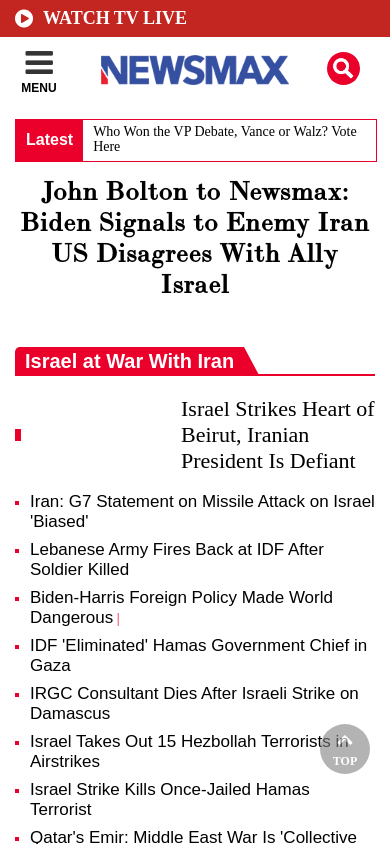 WATCH TV LIVE
MENU
NEWSMAX
Latest
Who Won the VP Debate, Vance or Walz? Vote
Here
John Bolton to Newsmax:
Biden Signals to Enemy Iran
US Disagrees With Ally
Israel
Israel at War With Iran
Israel Strikes Heart of
Beirut, Iranian
President Is Defiant
Iran: G7 Statement on Missile Attack on Israel
'Biased'
Lebanese Army Fires Back at IDF After
Soldier Killed
Biden-Harris Foreign Policy Made World
Dangerous |
IDF 'Eliminated' Hamas Government Chief in
Gaza
IRGC Consultant Dies After Israeli Strike on
Damascus
Israel Takes Out 15 Hezbollah Terrorists in
Airstrikes
TOP
Israel Strike Kills Once-Jailed Hamas
Terrorist
Qatar's Emir: Middle East War Is 'Collective